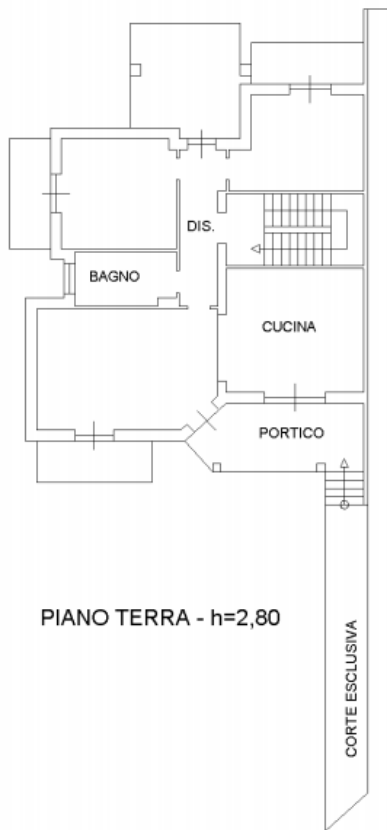 DIS.
BAGNO
CUCINA
PORTICO
PIANO TERRA - h=2,80
CORTE ESCLUSIVA